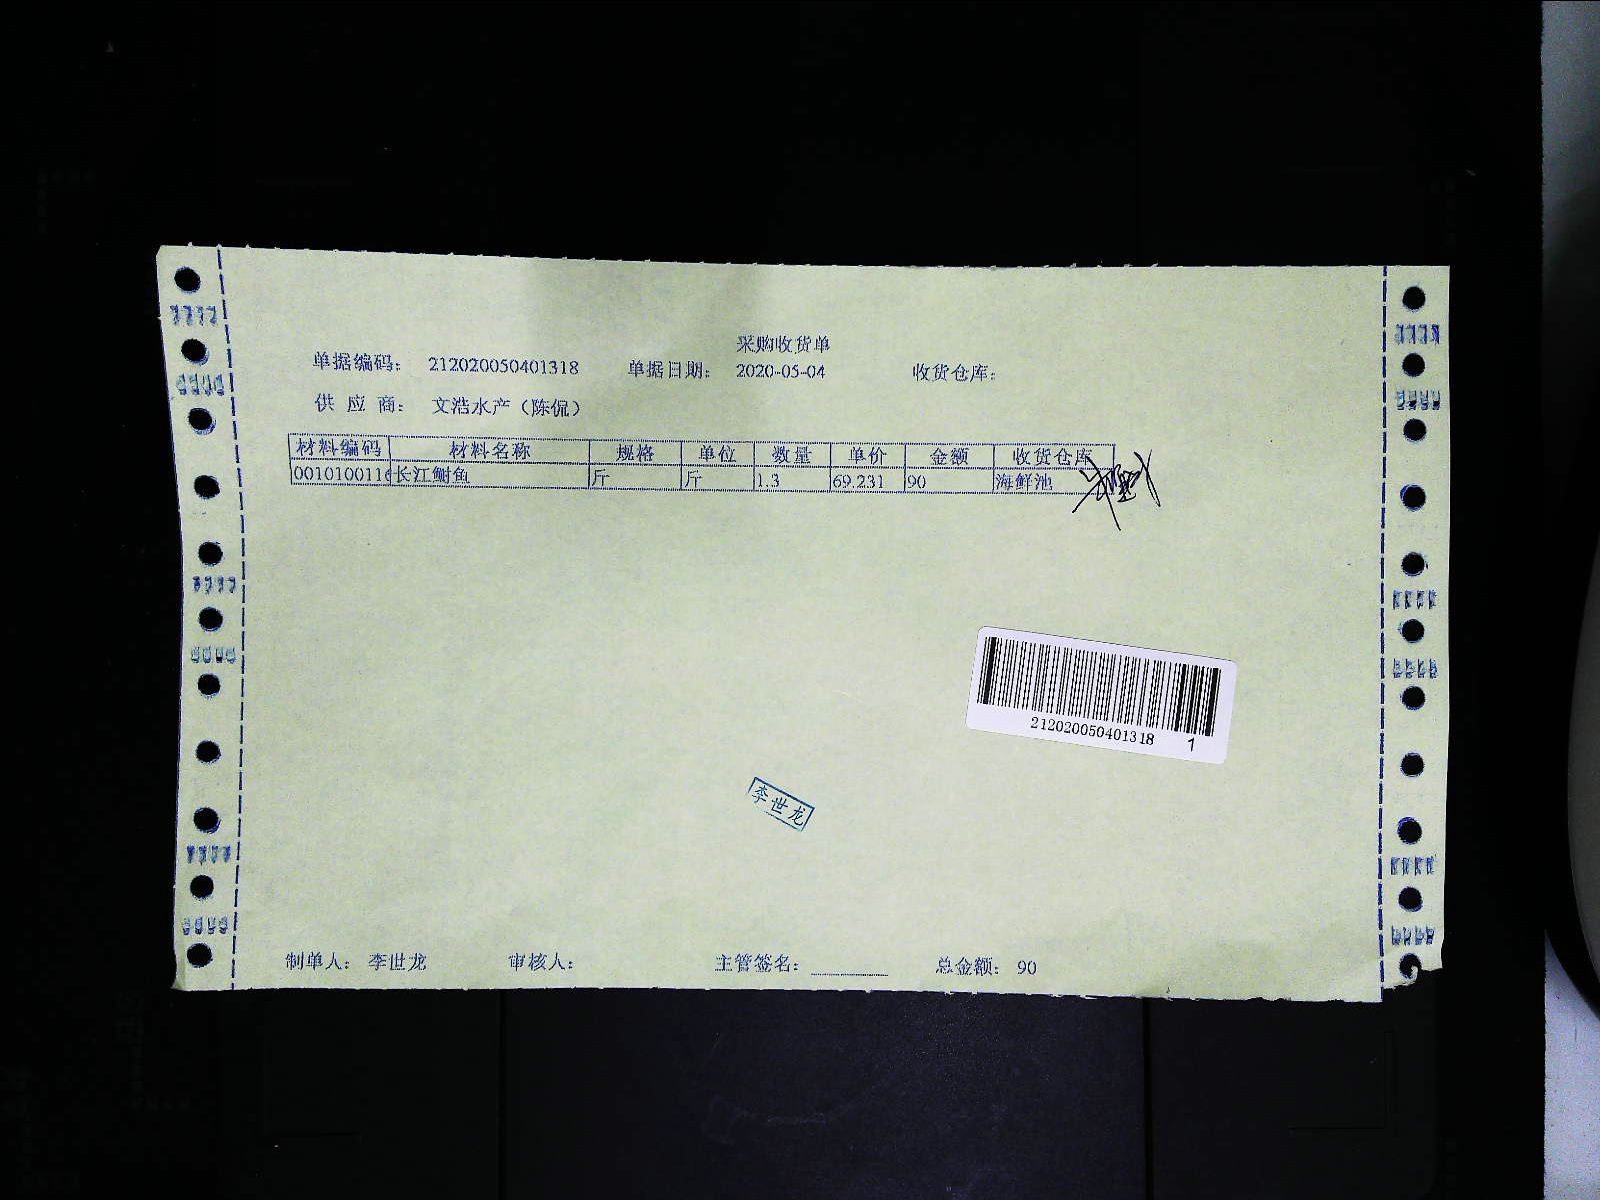 采购收货单
单据编码: 212020050401318 单据日期: 2020-05-04 收货仓库:
供 应 商: 文浩水产（陈侃）
材料编码 材料名称 规格 单位 数量 单价 金额 收货仓库
0010100116 长江鲥鱼 斤 斤 1.3 69.231 90 海鲜池
212020050401318 1
李世龙
制单人: 李世龙 审核人: 主管签名: 总金额: 90